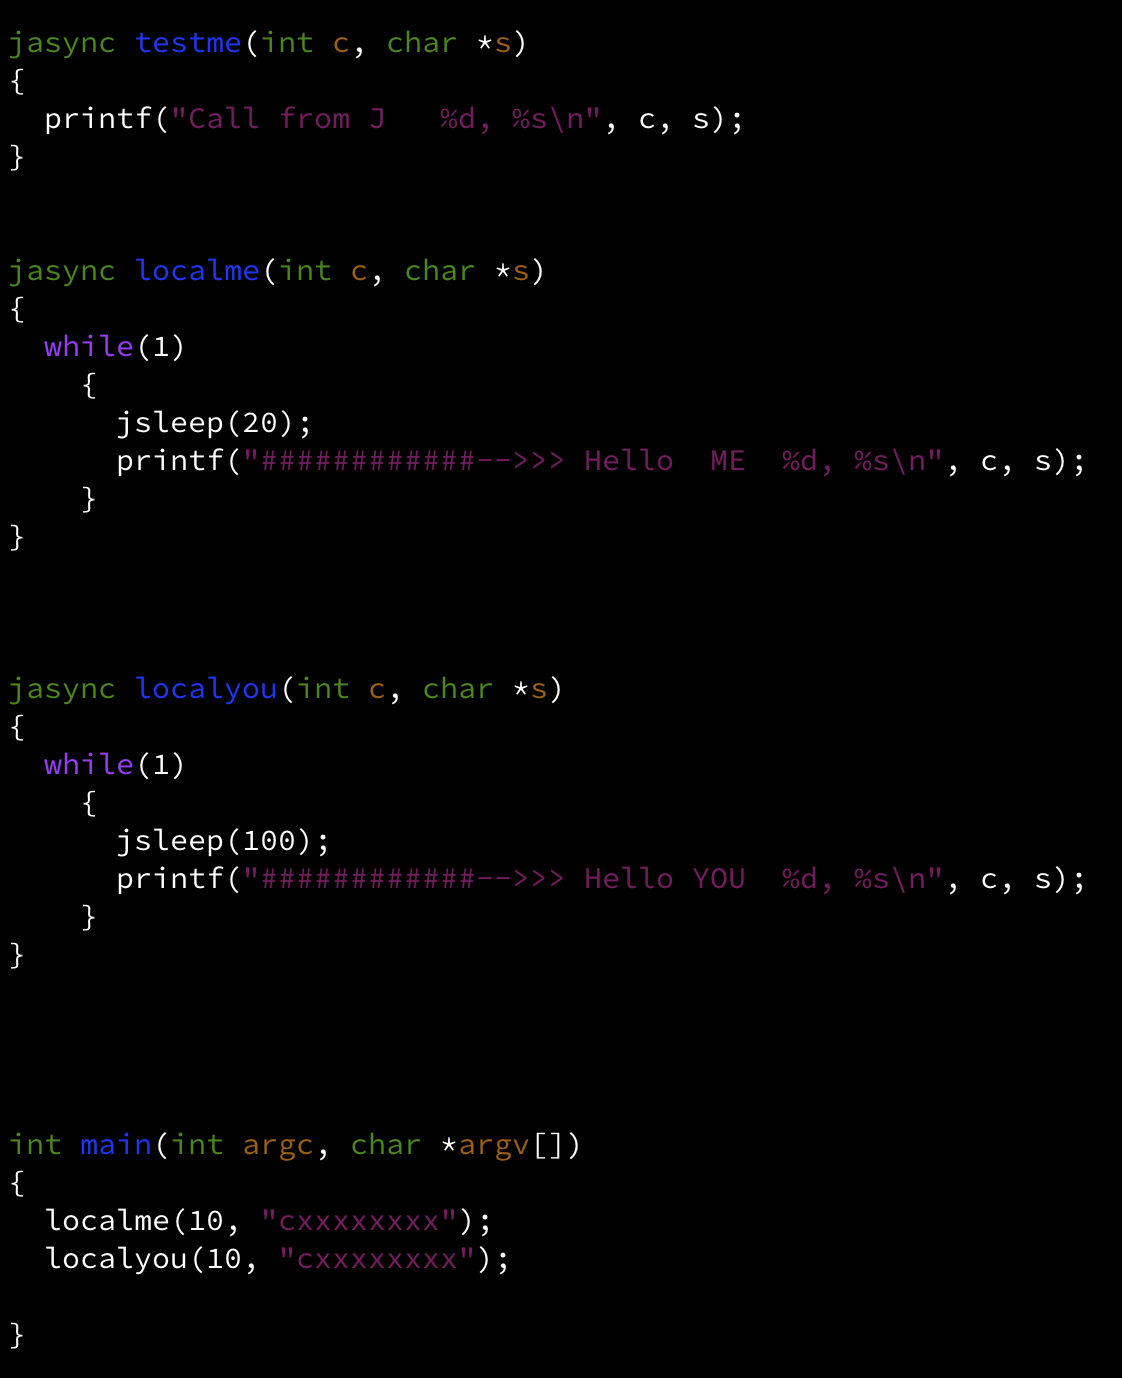 jasync testme(int c, char *s)
{
  printf("Call from J   %d, %s\n", c, s);
}
jasync localme(int c, char *s)
{
  while(1)
    {
      jsleep(20);
      printf("############-->>> Hello  ME  %d, %s\n", c, s);
    }
}
jasync localyou(int c, char *s)
{
  while(1)
    {
      jsleep(100);
      printf("############-->>> Hello YOU  %d, %s\n", c, s);
    }
}
int main(int argc, char *argv[])
{
  localme(10, "cxxxxxxxx");
  localyou(10, "cxxxxxxxx");
}